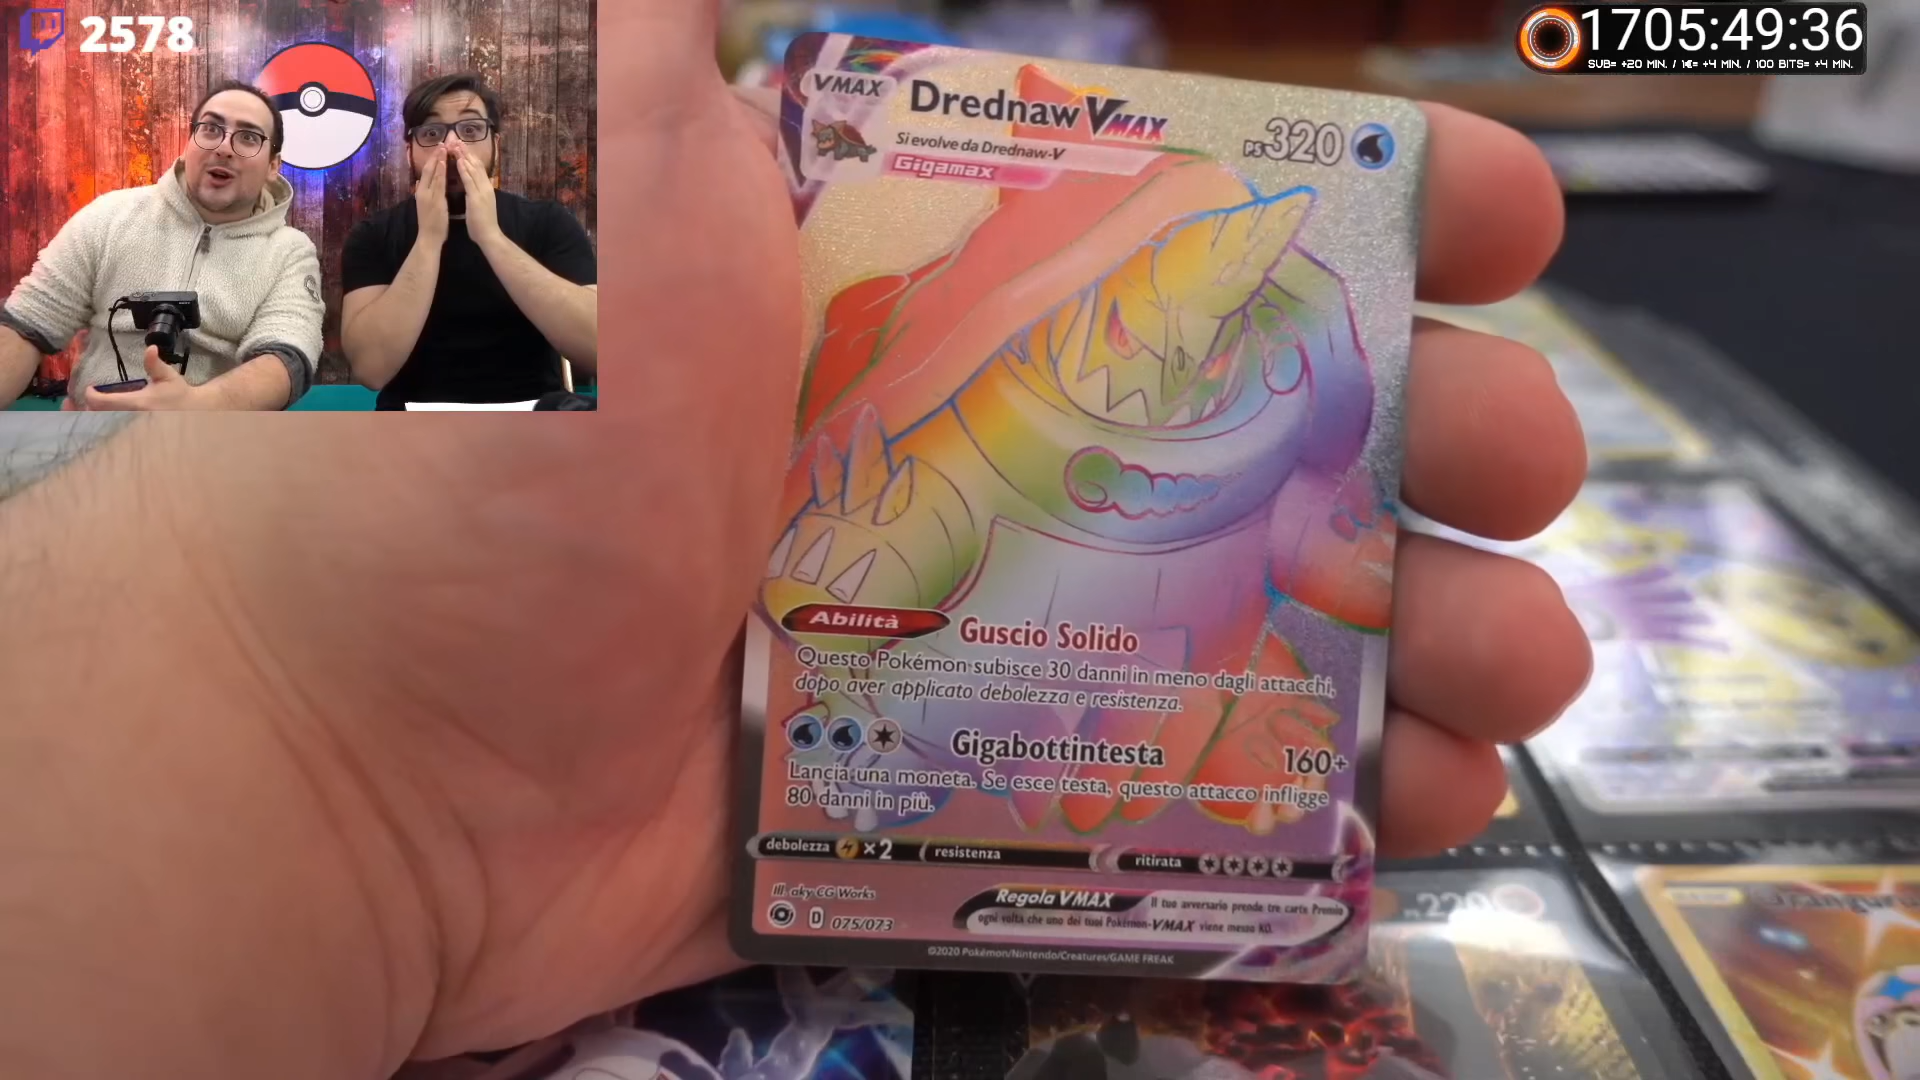 2578
1705:49:36
SUB= +20 MIN. / 1€= +4 MIN. / 100 BITS= +4 MIN.
VMAX
Drednaw VMAX
PS 320
Si evolve da Drednaw-V
Gigamax
Abilità Guscio Solido
Questo Pokémon subisce 30 danni in meno dagli attacchi,
dopo aver applicato debolezza e resistenza.
Gigabottintesta 160+
Lancia una moneta. Se esce testa, questo attacco infligge
80 danni in più.
debolezza ×2 resistenza ritirata
Ill. aky CG Works
D 075/073
Regola VMAX Il tuo avversario prende tre carte Premio
ogni volta che uno dei tuoi Pokémon-VMAX viene messo KO.
©2020 Pokémon/Nintendo/Creatures/GAME FREAK
220
Oranguru